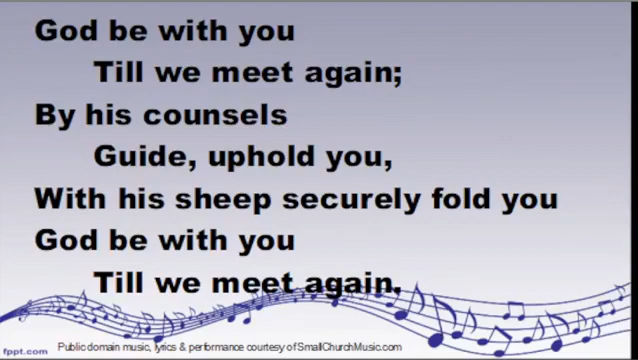 God be with you
Till we meet again;
By his counsels
Guide, uphold you,
With his sheep securely fold you
God be with you
Till we meet again.
fppt.com
Public domain music, lyrics & performance courtesy of SmallChurchMusic.com